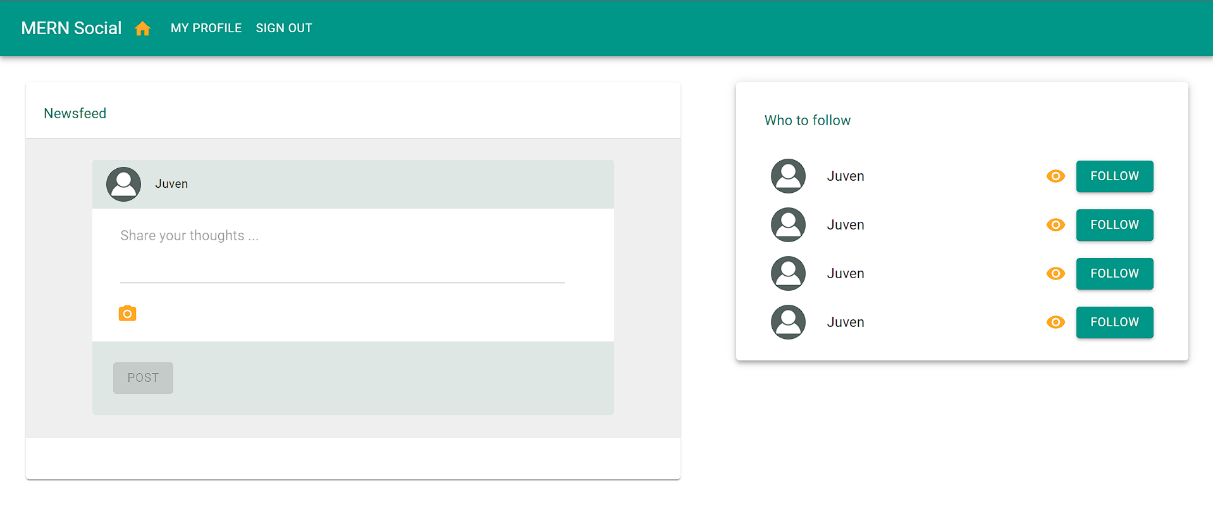 MERN Social MY PROFILE SIGN OUT
Newsfeed
Juven
Share your thoughts ...
POST
Who to follow
Juven FOLLOW
Juven FOLLOW
Juven FOLLOW
Juven FOLLOW